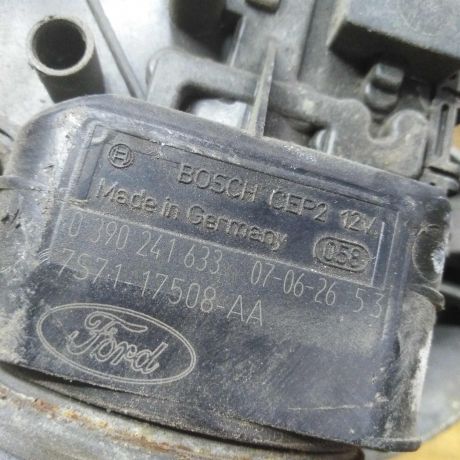 BOSCH CEP2 12V
Made in Germany 058
0 390 241 633 07-06-26 53
7S71-17508-AA
Ford